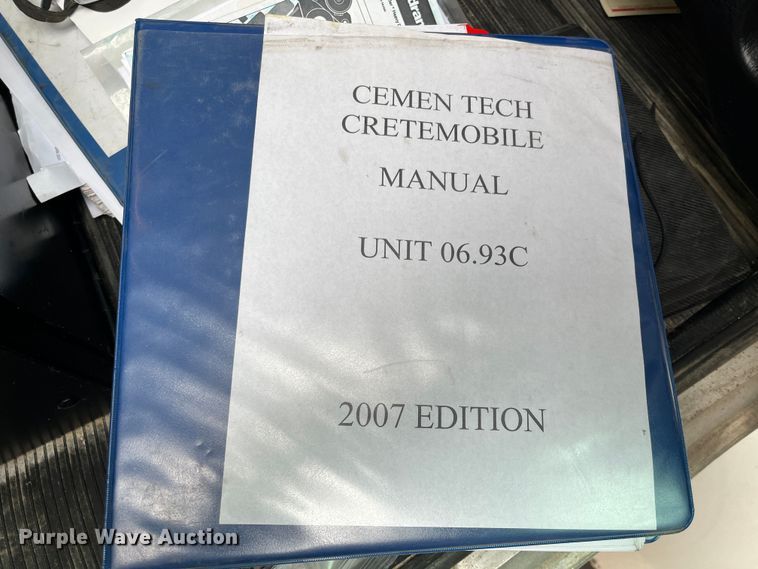 CEMEN TECH
CRETEMOBILE
MANUAL
UNIT 06.93C
2007 EDITION
Purple Wave Auction